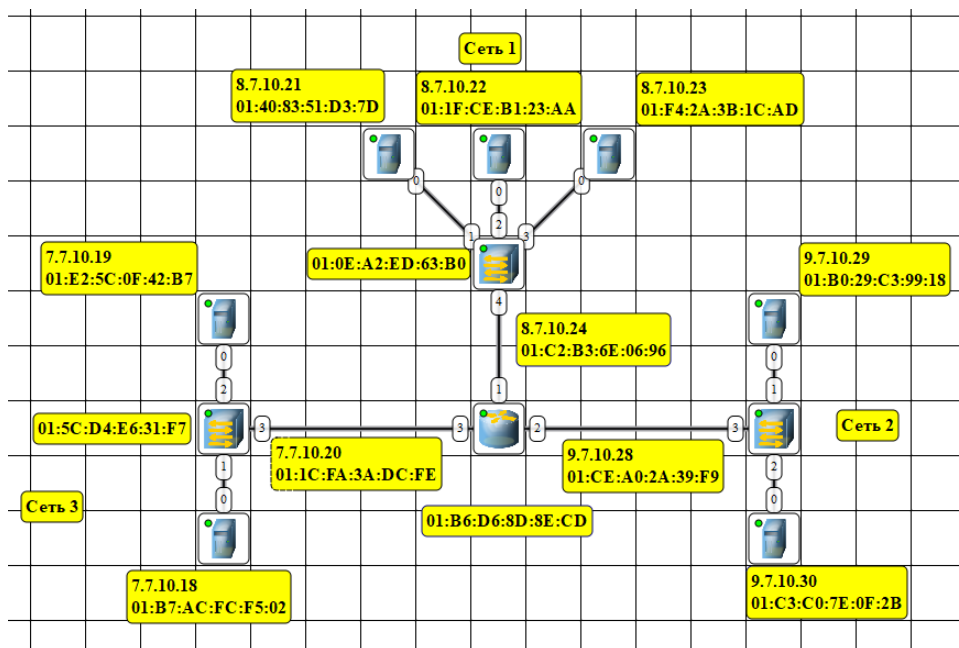 Сеть 1
8.7.10.21
01:40:83:51:D3:7D
8.7.10.22
01:1F:CE:B1:23:AA
8.7.10.23
01:F4:2A:3B:1C:AD
0
0
0
1
2
3
7.7.10.19
01:E2:5C:0F:42:B7
01:0E:A2:ED:63:B0
9.7.10.29
01:B0:29:C3:99:18
4
8.7.10.24
01:C2:B3:6E:06:96
0
0
2
1
1
01:5C:D4:E6:31:F7
3
3
2
3
Сеть 2
7.7.10.20
01:1C:FA:3A:DC:FE
9.7.10.28
01:CE:A0:2A:39:F9
1
2
0
0
Сеть 3
01:B6:D6:8D:8E:CD
7.7.10.18
01:B7:AC:FC:F5:02
9.7.10.30
01:C3:C0:7E:0F:2B